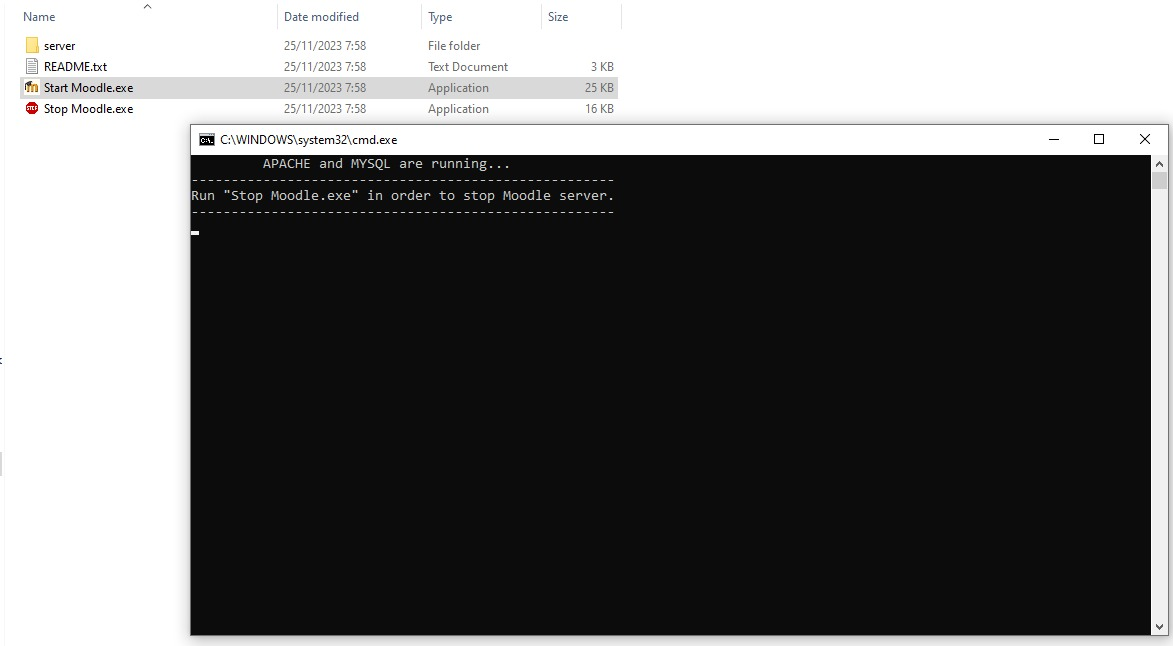 Name Date modified Type Size
server 25/11/2023 7:58 File folder
README.txt 25/11/2023 7:58 Text Document 3 KB
Start Moodle.exe 25/11/2023 7:58 Application 25 KB
Stop Moodle.exe 25/11/2023 7:58 Application 16 KB
C:\WINDOWS\system32\cmd.exe
APACHE and MYSQL are running...
-----------------------------------------------------
Run "Stop Moodle.exe" in order to stop Moodle server.
-----------------------------------------------------